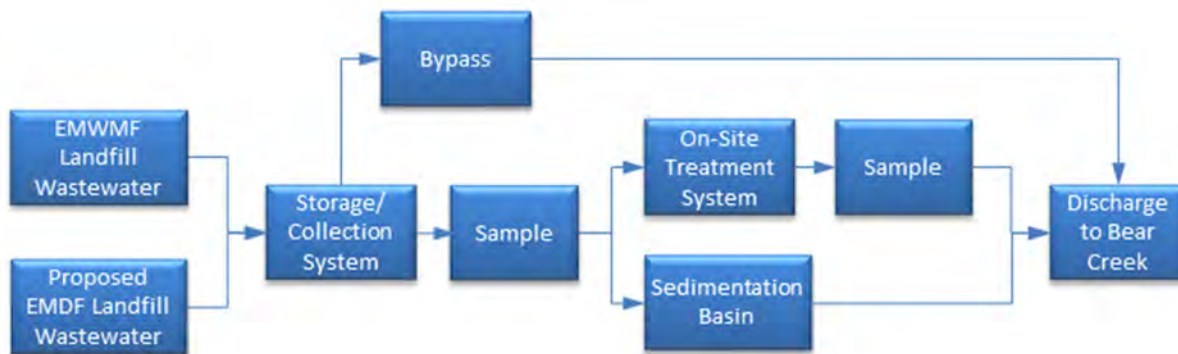 Bypass
EMWMF
Landfill
Wastewater
On-Site
Treatment
System
Sample
Storage/
Collection
System
Sample
Discharge
to Bear
Creek
Proposed
EMDF Landfill
Wastewater
Sedimentation
Basin